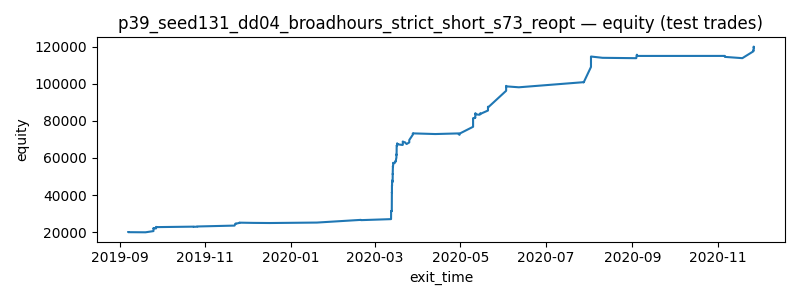 p39_seed131_dd04_broadhours_strict_short_s73_reopt — equity (test trades)
120000
100000
80000
60000
40000
20000
equity
2019-09 2019-11 2020-01 2020-03 2020-05 2020-07 2020-09 2020-11
exit_time